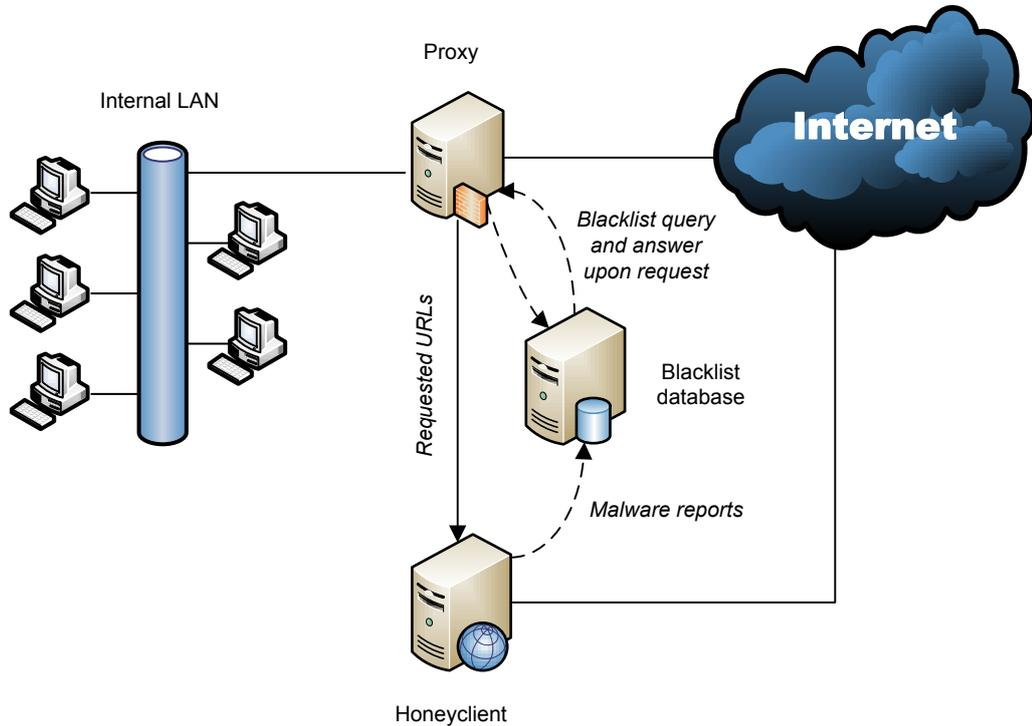 Proxy
Internal LAN
Internet
Blacklist query
and answer
upon request
Requested URLs
Blacklist
database
Malware reports
Honeyclient